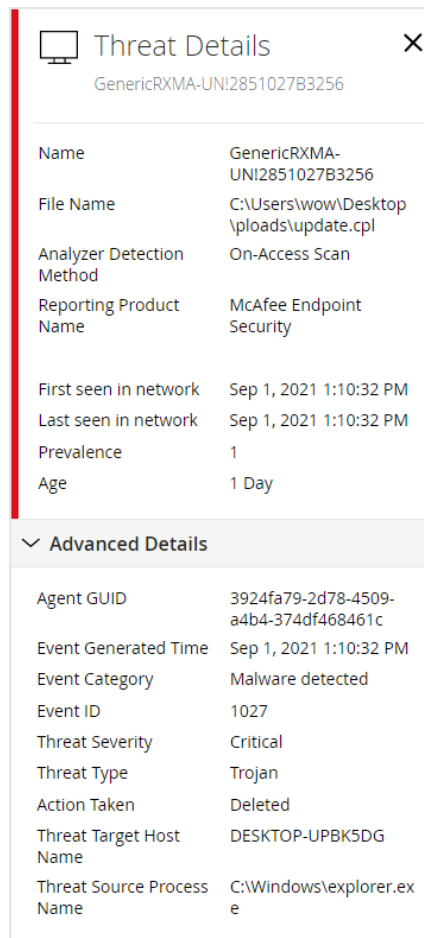 Threat Details
GenericRXMA-UN!2851027B3256
Name GenericRXMA-
UN!2851027B3256
File Name C:\Users\wow\Desktop
\ploads\update.cpl
Analyzer Detection On-Access Scan
Method
Reporting Product McAfee Endpoint
Name Security
First seen in network Sep 1, 2021 1:10:32 PM
Last seen in network Sep 1, 2021 1:10:32 PM
Prevalence 1
Age 1 Day
Advanced Details
Agent GUID 3924fa79-2d78-4509-
a4b4-374df468461c
Event Generated Time Sep 1, 2021 1:10:32 PM
Event Category Malware detected
Event ID 1027
Threat Severity Critical
Threat Type Trojan
Action Taken Deleted
Threat Target Host DESKTOP-UPBK5DG
Name
Threat Source Process C:\Windows\explorer.ex
Name e